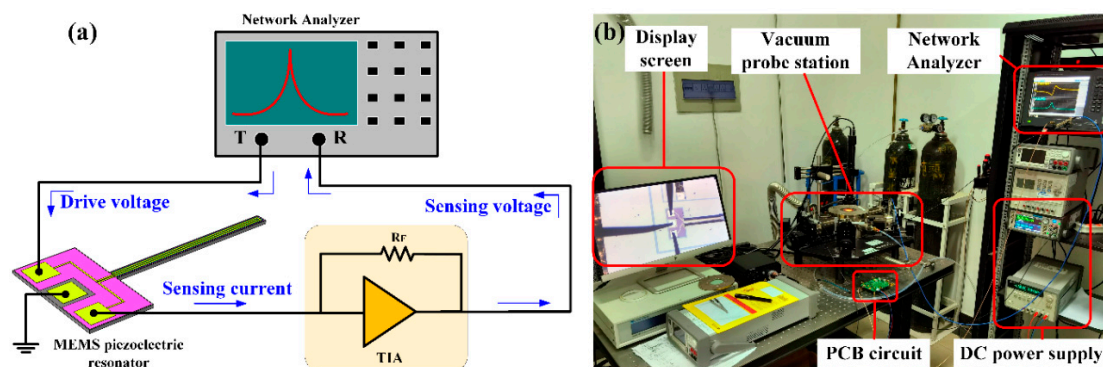 (a)
Network Analyzer
T
R
Drive voltage
Sensing voltage
RF
Sensing current
MEMS piezoelectric
resonator
TIA
(b)
Display
screen
Vacuum
probe station
Network
Analyzer
PCB circuit
DC power supply